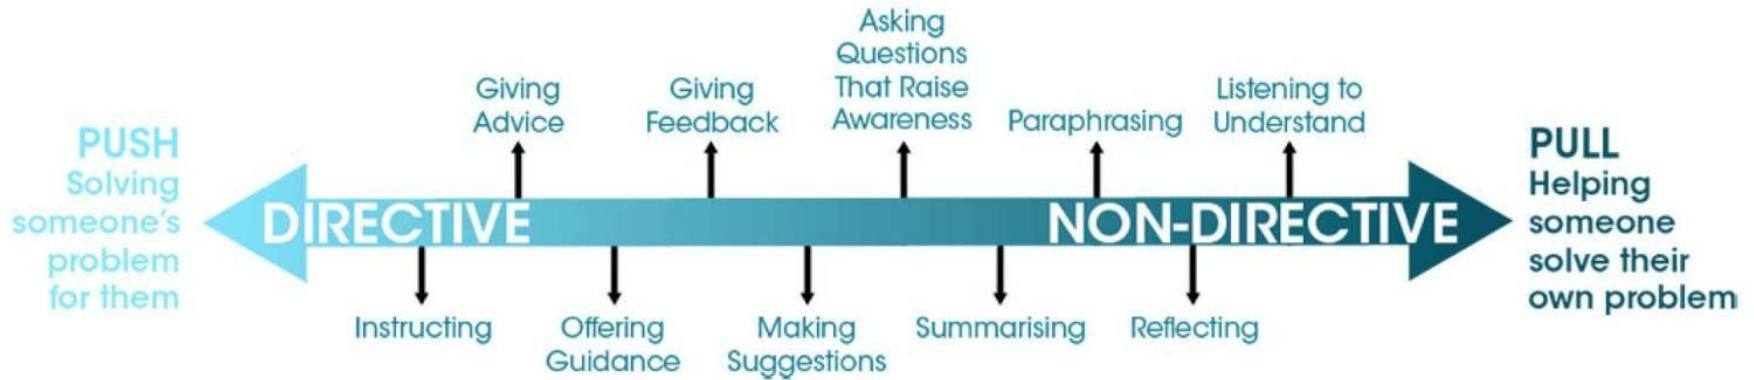 PUSH
Solving
someone's
problem
for them
DIRECTIVE
NON-DIRECTIVE
Giving
Advice
Giving
Feedback
Asking
Questions
That Raise
Awareness
Paraphrasing
Listening to
Understand
Instructing
Offering
Guidance
Making
Suggestions
Summarising
Reflecting
PULL
Helping
someone
solve their
own problem